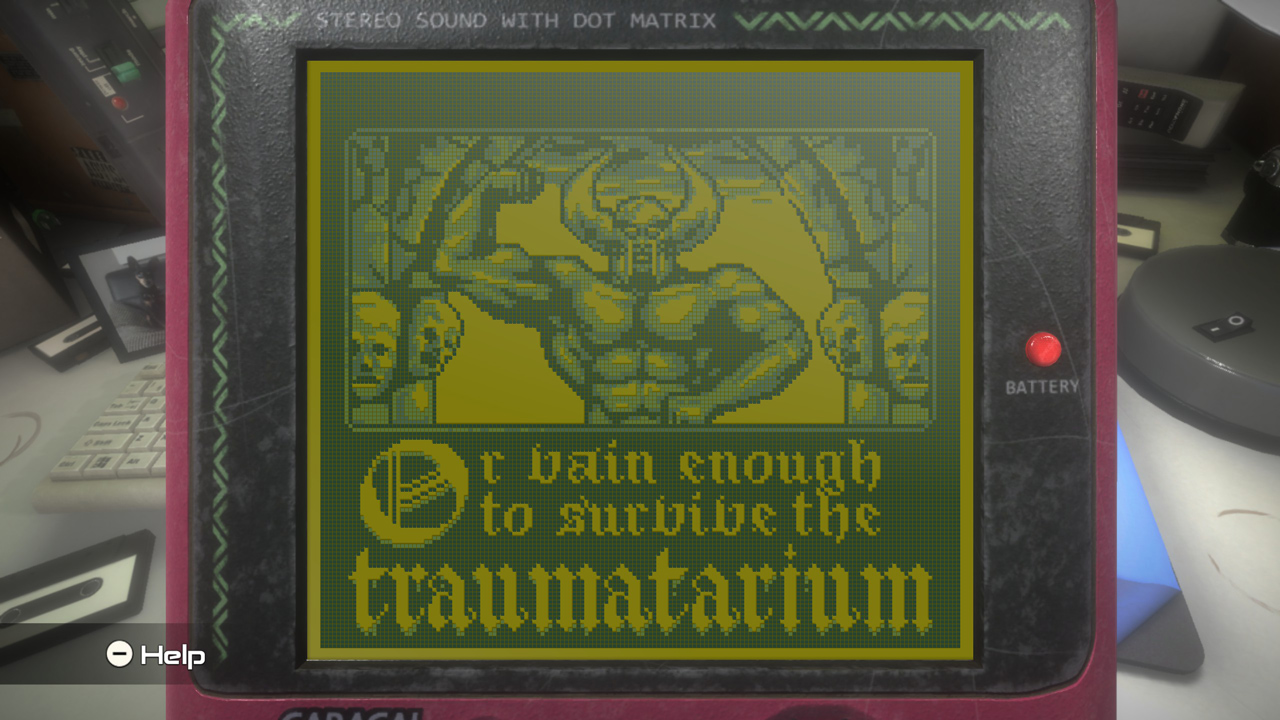 STEREO SOUND WITH DOT MATRIX
BATTERY
Or vain enough
to survive the
traumatarium
Help